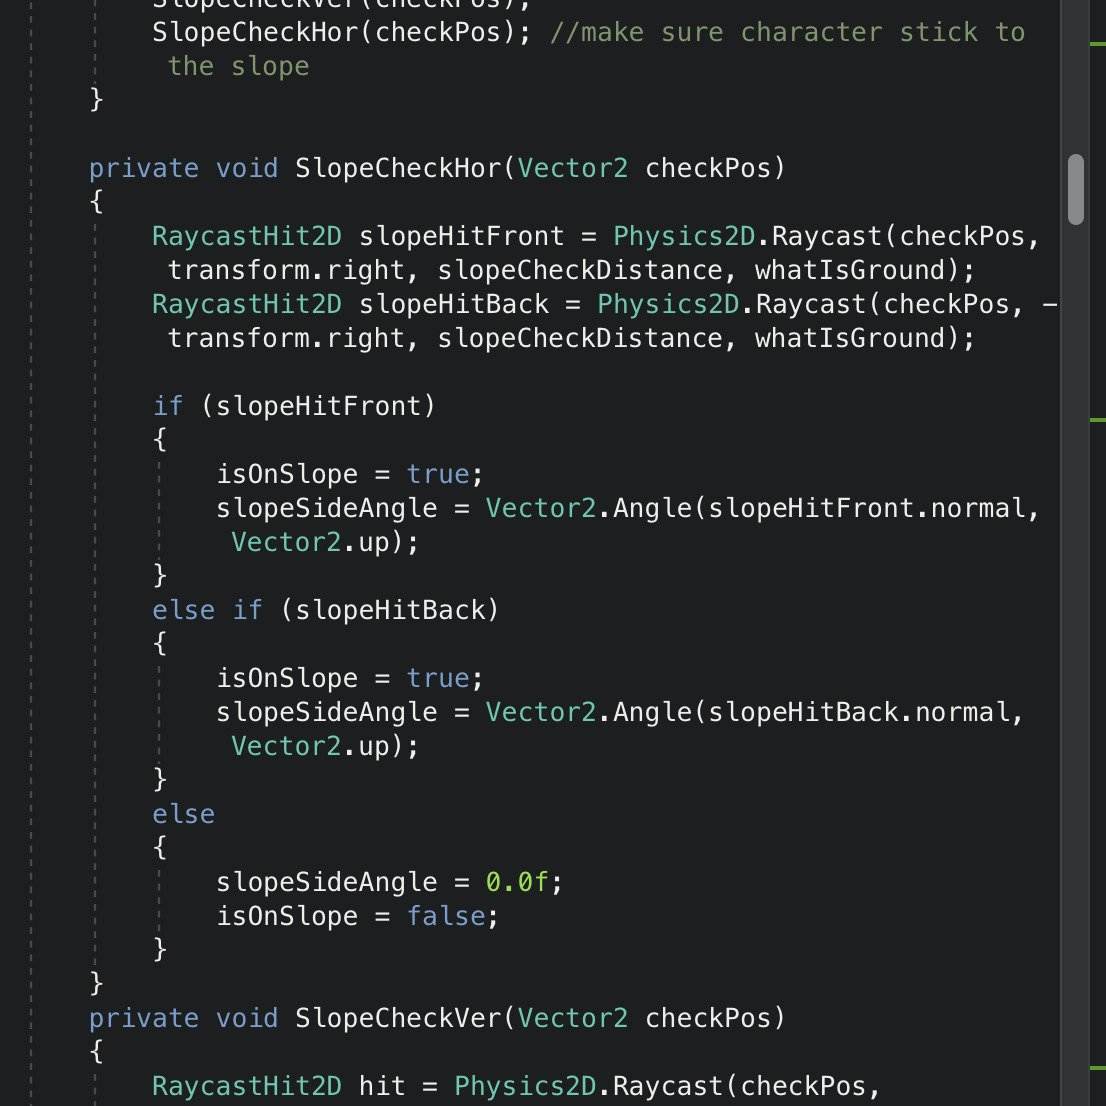 SlopeCheckVer(checkPos);
SlopeCheckHor(checkPos); //make sure character stick to
the slope
}
private void SlopeCheckHor(Vector2 checkPos)
{
RaycastHit2D slopeHitFront = Physics2D.Raycast(checkPos,
transform.right, slopeCheckDistance, whatIsGround);
RaycastHit2D slopeHitBack = Physics2D.Raycast(checkPos, -
transform.right, slopeCheckDistance, whatIsGround);
if (slopeHitFront)
{
isOnSlope = true;
slopeSideAngle = Vector2.Angle(slopeHitFront.normal,
Vector2.up);
}
else if (slopeHitBack)
{
isOnSlope = true;
slopeSideAngle = Vector2.Angle(slopeHitBack.normal,
Vector2.up);
}
else
{
slopeSideAngle = 0.0f;
isOnSlope = false;
}
}
private void SlopeCheckVer(Vector2 checkPos)
{
RaycastHit2D hit = Physics2D.Raycast(checkPos,